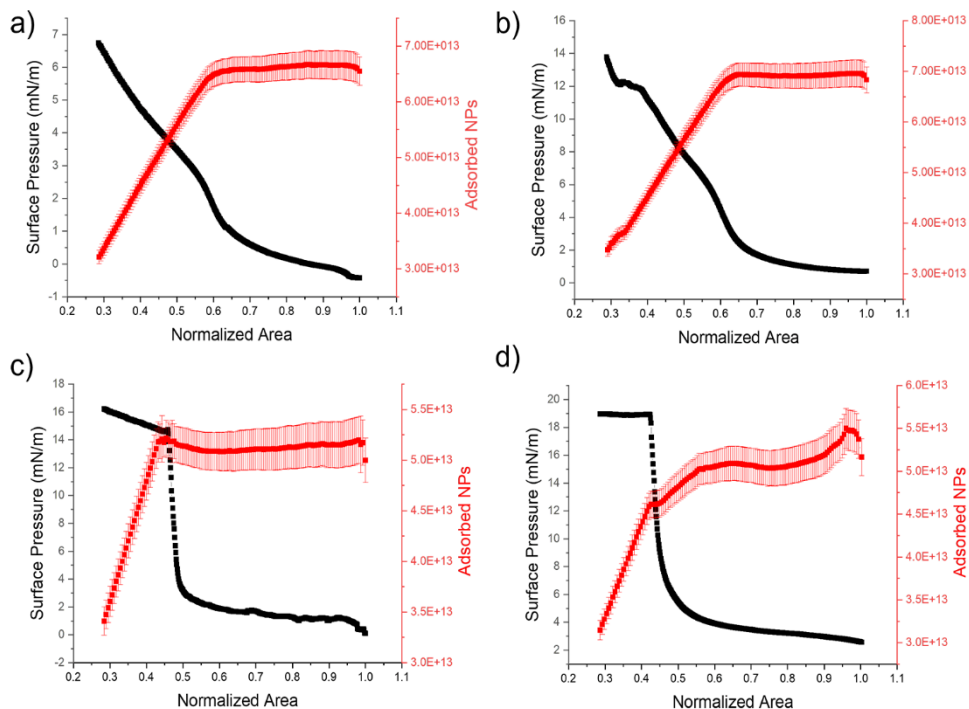 a)
Surface Pressure (mN/m)
7
6
5
4
3
2
1
0
-1
7.00E+013
6.00E+013
5.00E+013
4.00E+013
3.00E+013
Adsorbed NPs
0.2 0.3 0.4 0.5 0.6 0.7 0.8 0.9 1.0 1.1
Normalized Area
b)
Surface Pressure (mN/m)
16
14
12
10
8
6
4
2
0
8.00E+013
7.00E+013
6.00E+013
5.00E+013
4.00E+013
3.00E+013
Adsorbed NPs
0.2 0.3 0.4 0.5 0.6 0.7 0.8 0.9 1.0 1.1
Normalized Area
c)
Surface Pressure (mN/m)
18
16
14
12
10
8
6
4
2
0
-2
5.5E+13
5.0E+13
4.5E+13
4.0E+13
3.5E+13
3.0E+13
Adsorbed NPs
0.2 0.3 0.4 0.5 0.6 0.7 0.8 0.9 1.0 1.1
Normalized Area
d)
Surface Pressure (mN/m)
20
18
16
14
12
10
8
6
4
2
6.0E+13
5.5E+13
5.0E+13
4.5E+13
4.0E+13
3.5E+13
3.0E+13
Adsorbed NPs
0.2 0.3 0.4 0.5 0.6 0.7 0.8 0.9 1.0 1.1
Normalized Area